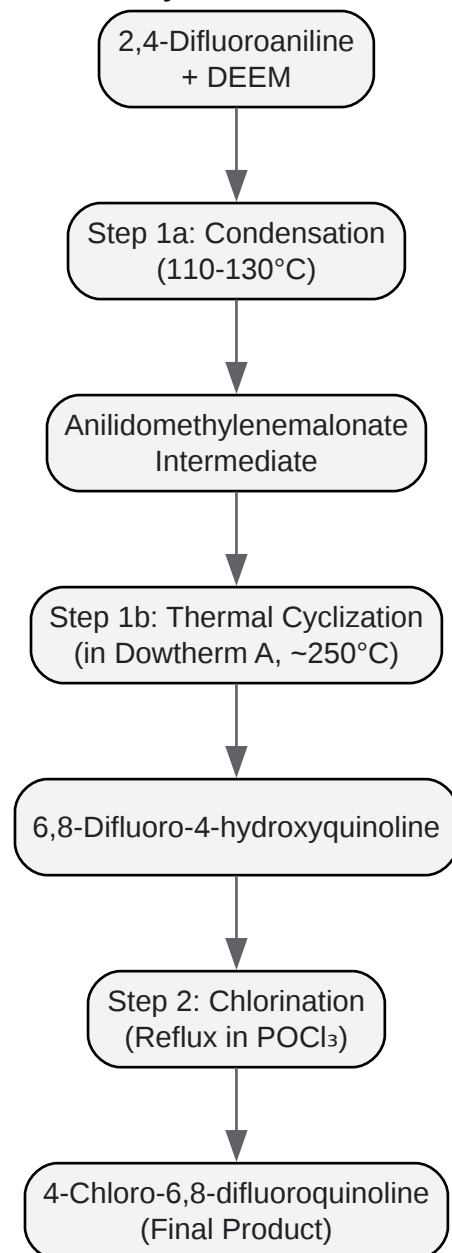 2,4-Difluoroaniline
+ DEEM
Step 1a: Condensation
(110-130°C)
Anilidomethylenemalonate
Intermediate
Step 1b: Thermal Cyclization
(in Dowtherm A, ~250°C)
6,8-Difluoro-4-hydroxyquinoline
Step 2: Chlorination
(Reflux in POCl₃)
4-Chloro-6,8-difluoroquinoline
(Final Product)